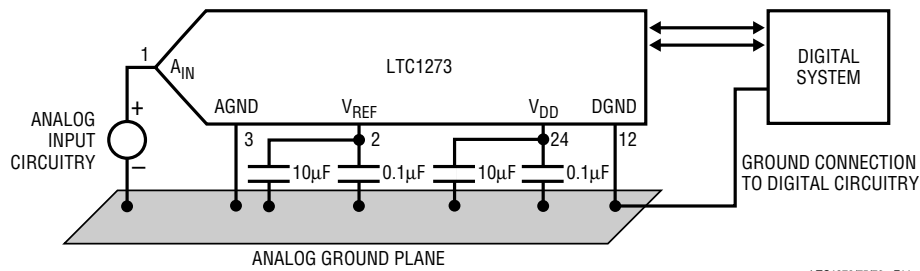 1
A_IN
LTC1273
DIGITAL
SYSTEM
AGND
V_REF
V_DD
DGND
+
ANALOG
INPUT
CIRCUITRY
–
3
2
24
12
10µF
0.1µF
10µF
0.1µF
GROUND CONNECTION
TO DIGITAL CIRCUITRY
ANALOG GROUND PLANE